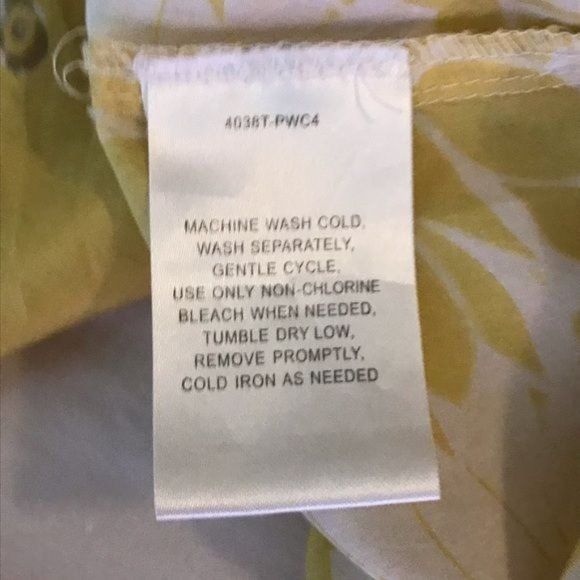 4038T-PWC4
MACHINE WASH COLD,
WASH SEPARATELY,
GENTLE CYCLE,
USE ONLY NON-CHLORINE
BLEACH WHEN NEEDED,
TUMBLE DRY LOW,
REMOVE PROMPTLY,
COLD IRON AS NEEDED